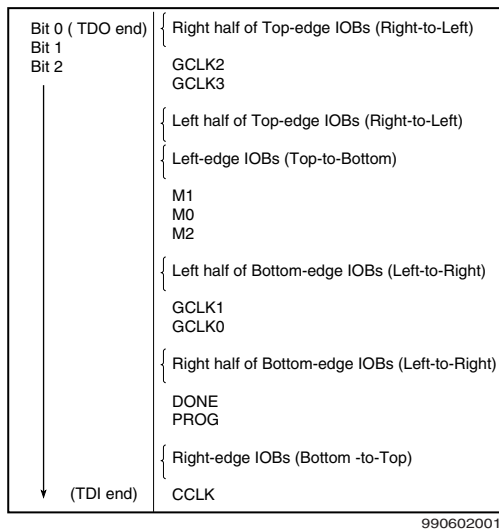 Bit 0 ( TDO end)
Bit 1
Bit 2
Right half of Top-edge IOBs (Right-to-Left)
GCLK2
GCLK3
Left half of Top-edge IOBs (Right-to-Left)
Left-edge IOBs (Top-to-Bottom)
M1
M0
M2
Left half of Bottom-edge IOBs (Left-to-Right)
GCLK1
GCLK0
Right half of Bottom-edge IOBs (Left-to-Right)
DONE
PROG
Right-edge IOBs (Bottom -to-Top)
(TDI end)
CCLK
990602001